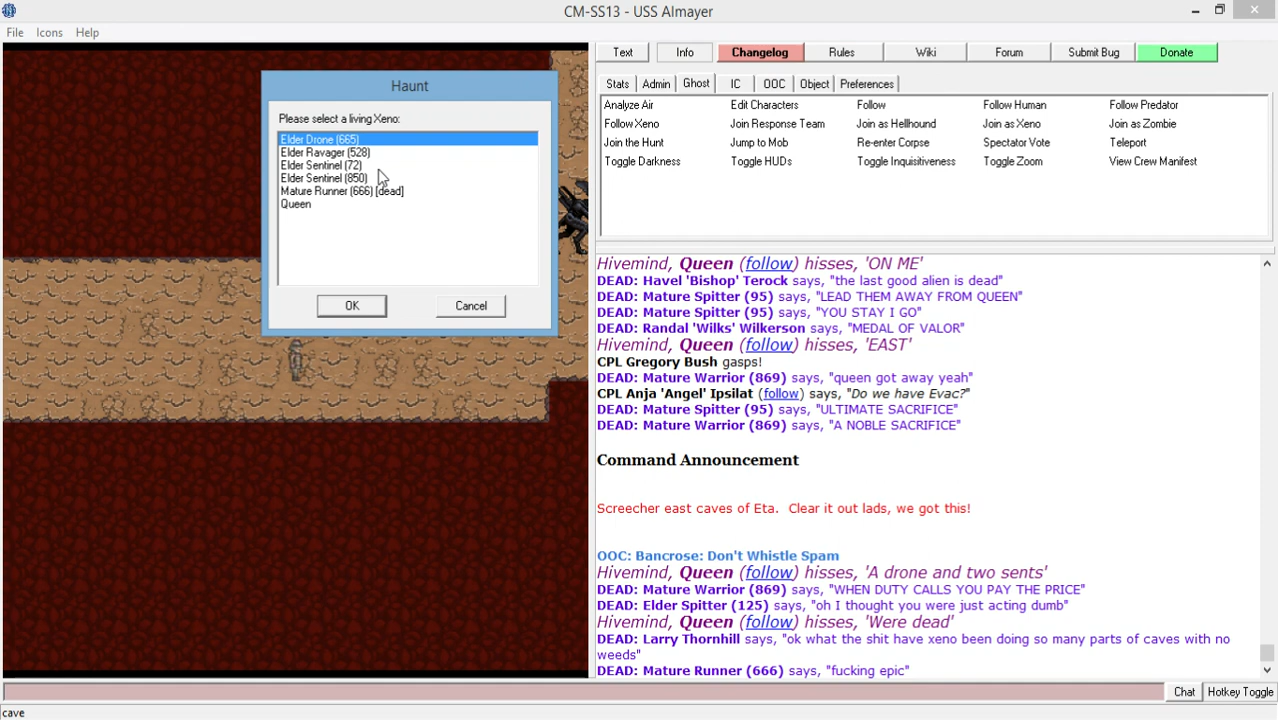 CM-SS13 - USS Almayer
File Icons Help
Haunt
Please select a living Xeno:
Elder Drone (665)
Elder Ravager (528)
Elder Sentinel (72)
Elder Sentinel (850)
Mature Runner (666) [dead]
Queen
OK Cancel
Text Info Changelog Rules Wiki Forum Submit Bug Donate
Stats Admin Ghost IC OOC Object Preferences
Analyze Air Edit Characters Follow Follow Human Follow Predator
Follow Xeno Join Response Team Join as Hellhound Join as Xeno Join as Zombie
Join the Hunt Jump to Mob Re-enter Corpse Spectator Vote Teleport
Toggle Darkness Toggle HUDs Toggle Inquisitiveness Toggle Zoom View Crew Manifest
Hivemind, Queen (follow) hisses, 'ON ME'
DEAD: Havel 'Bishop' Terock says, "the last good alien is dead"
DEAD: Mature Spitter (95) says, "LEAD THEM AWAY FROM QUEEN"
DEAD: Mature Spitter (95) says, "YOU STAY I GO"
DEAD: Randal 'Wilks' Wilkerson says, "MEDAL OF VALOR"
Hivemind, Queen (follow) hisses, 'EAST'
CPL Gregory Bush gasps!
DEAD: Mature Warrior (869) says, "queen got away yeah"
CPL Anja 'Angel' Ipsilat (follow) says, "Do we have Evac?"
DEAD: Mature Spitter (95) says, "ULTIMATE SACRIFICE"
DEAD: Mature Warrior (869) says, "A NOBLE SACRIFICE"
Command Announcement
Screecher east caves of Eta. Clear it out lads, we got this!
OOC: Bancrose: Don't Whistle Spam
Hivemind, Queen (follow) hisses, 'A drone and two sents'
DEAD: Mature Warrior (869) says, "WHEN DUTY CALLS YOU PAY THE PRICE"
DEAD: Elder Spitter (125) says, "oh I thought you were just acting dumb"
Hivemind, Queen (follow) hisses, 'Were dead'
DEAD: Larry Thornhill says, "ok what the shit have xeno been doing so many parts of caves with no
weeds"
DEAD: Mature Runner (666) says, "fucking epic"
Chat Hotkey Toggle
cave